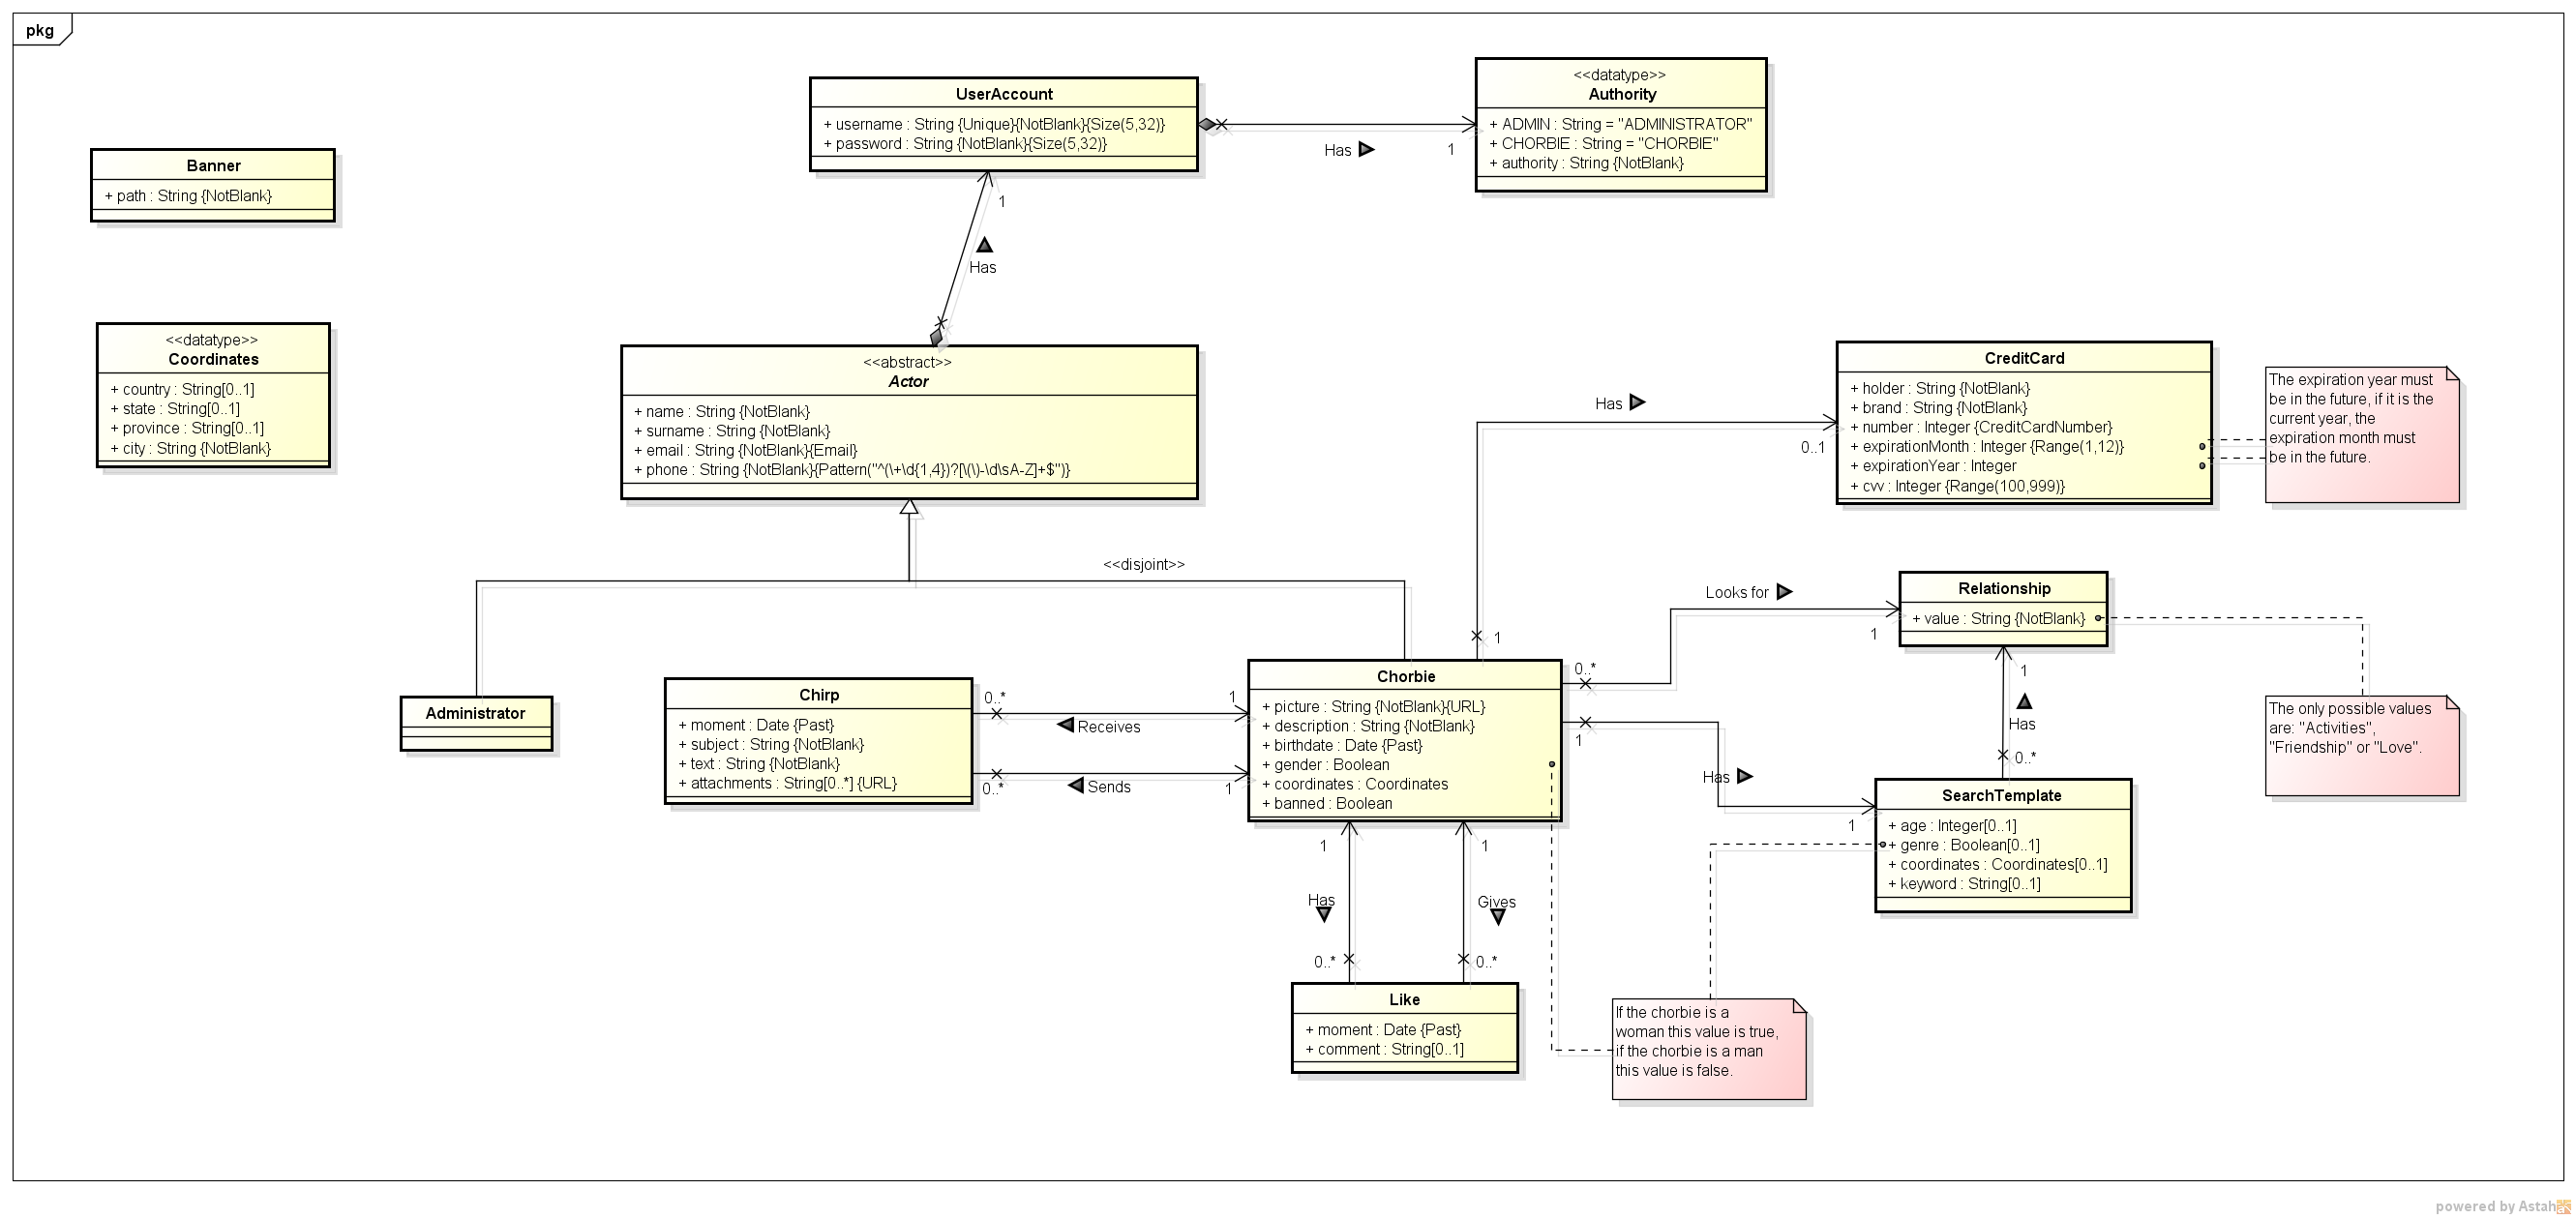 pkg
UserAccount
+ username : String {Unique}{NotBlank}{Size(5,32)}
+ password : String {NotBlank}{Size(5,32)}
Has
1
<<datatype>>
Authority
+ ADMIN : String = "ADMINISTRATOR"
+ CHORBIE : String = "CHORBIE"
+ authority : String {NotBlank}
Banner
+ path : String {NotBlank}
1
Has
<<datatype>>
Coordinates
+ country : String[0..1]
+ state : String[0..1]
+ province : String[0..1]
+ city : String {NotBlank}
<<abstract>>
Actor
+ name : String {NotBlank}
+ surname : String {NotBlank}
+ email : String {NotBlank}{Email}
+ phone : String {NotBlank}{Pattern("^(\+\d{1,4})?[\(\)-\d\sA-Z]+$")}
<<disjoint>>
Has
0..1
1
CreditCard
+ holder : String {NotBlank}
+ brand : String {NotBlank}
+ number : Integer {CreditCardNumber}
+ expirationMonth : Integer {Range(1,12)}
+ expirationYear : Integer
+ cvv : Integer {Range(100,999)}
The expiration year must
be in the future, if it is the
current year, the
expiration month must
be in the future.
Looks for
0..*
1
Relationship
+ value : String {NotBlank}
The only possible values
are: "Activities",
"Friendship" or "Love".
1
Has
0..*
Administrator
Chirp
+ moment : Date {Past}
+ subject : String {NotBlank}
+ text : String {NotBlank}
+ attachments : String[0..*] {URL}
0..*
1
Receives
0..*
1
Sends
Chorbie
+ picture : String {NotBlank}{URL}
+ description : String {NotBlank}
+ birthdate : Date {Past}
+ gender : Boolean
+ coordinates : Coordinates
+ banned : Boolean
1
Has
1
SearchTemplate
+ age : Integer[0..1]
+ genre : Boolean[0..1]
+ coordinates : Coordinates[0..1]
+ keyword : String[0..1]
1
Has
0..*
1
Gives
0..*
Like
+ moment : Date {Past}
+ comment : String[0..1]
If the chorbie is a
woman this value is true,
if the chorbie is a man
this value is false.
powered by Astah